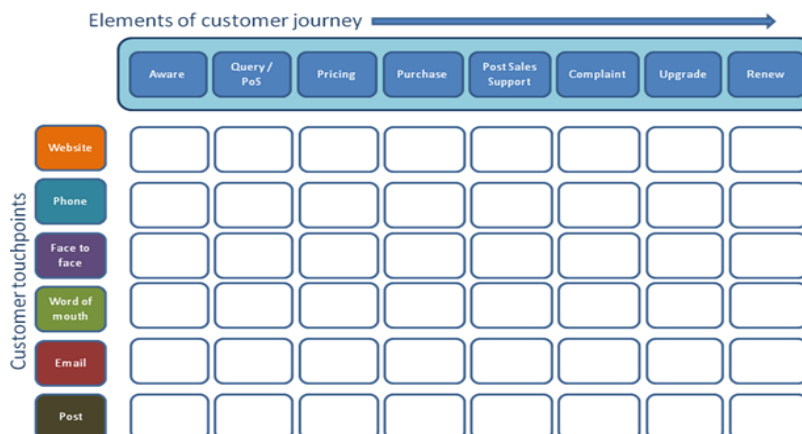 Elements of customer journey
Aware
Query /
PoS
Pricing
Purchase
Post Sales
Support
Complaint
Upgrade
Renew
Customer touchpoints
Website
Phone
Face to
face
Word of
mouth
Email
Post